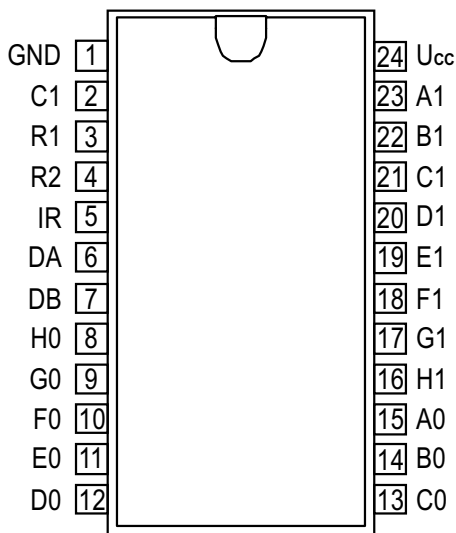 GND 1 24 Ucc
C1 2 23 A1
R1 3 22 B1
R2 4 21 C1
IR 5 20 D1
DA 6 19 E1
DB 7 18 F1
H0 8 17 G1
G0 9 16 H1
F0 10 15 A0
E0 11 14 B0
D0 12 13 C0